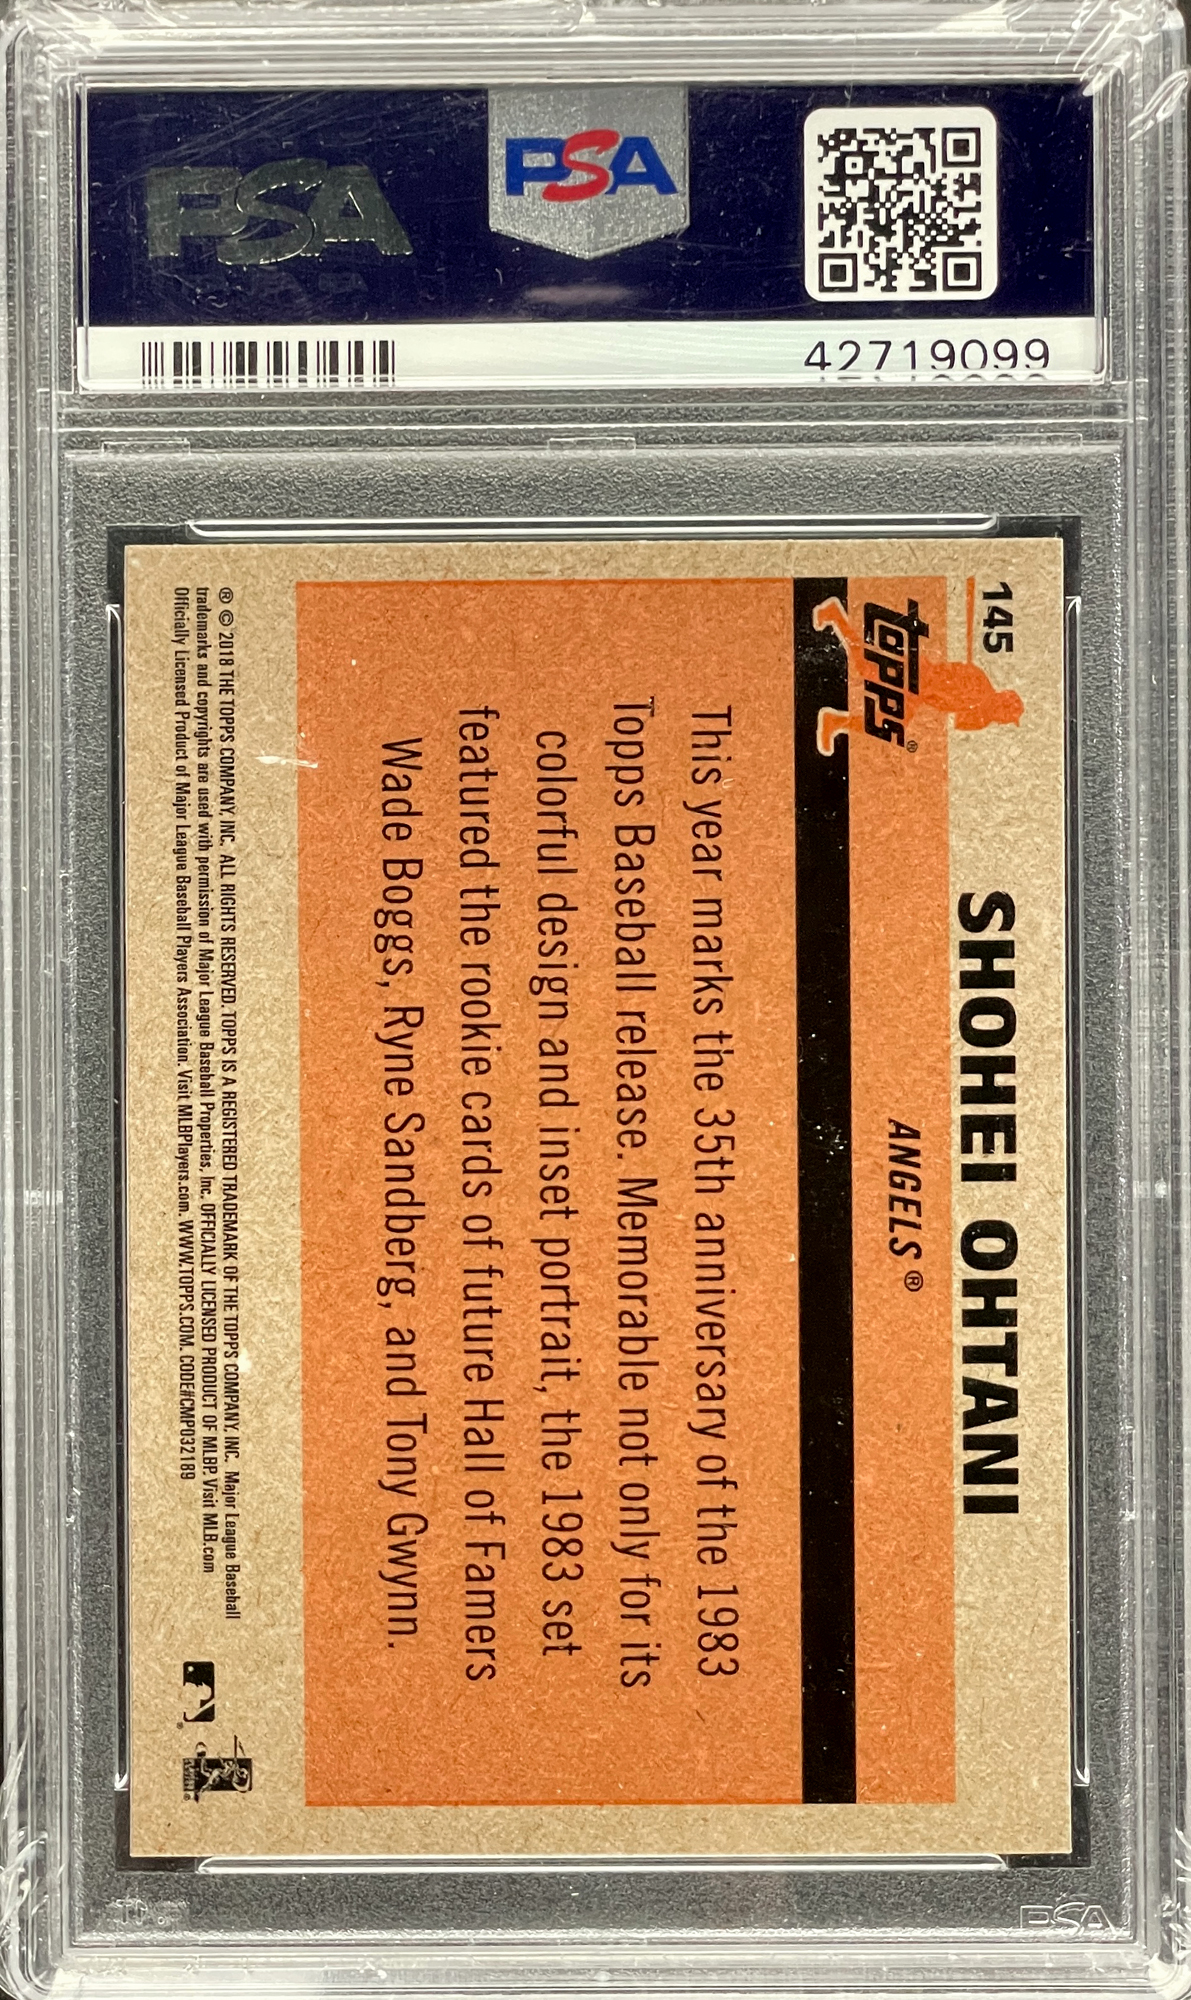 PSA
PSA
42719099
145
topps®
SHOHEI OHTANI
ANGELS®
This year marks the 35th anniversary of the 1983
Topps Baseball release. Memorable not only for its
colorful design and inset portrait, the 1983 set
featured the rookie cards of future Hall of Famers
Wade Boggs, Ryne Sandberg, and Tony Gwynn.
® © 2018 THE TOPPS COMPANY, INC. ALL RIGHTS RESERVED. TOPPS IS A REGISTERED TRADEMARK OF THE TOPPS COMPANY, INC. Major League Baseball
trademarks and copyrights are used with permission of Major League Baseball Properties, Inc. OFFICIALLY LICENSED PRODUCT OF MLBP. Visit MLB.com
Officially Licensed Product of Major League Baseball Players Association. Visit MLBPlayers.com. WWW.TOPPS.COM. CODE#CMP032189
PSA